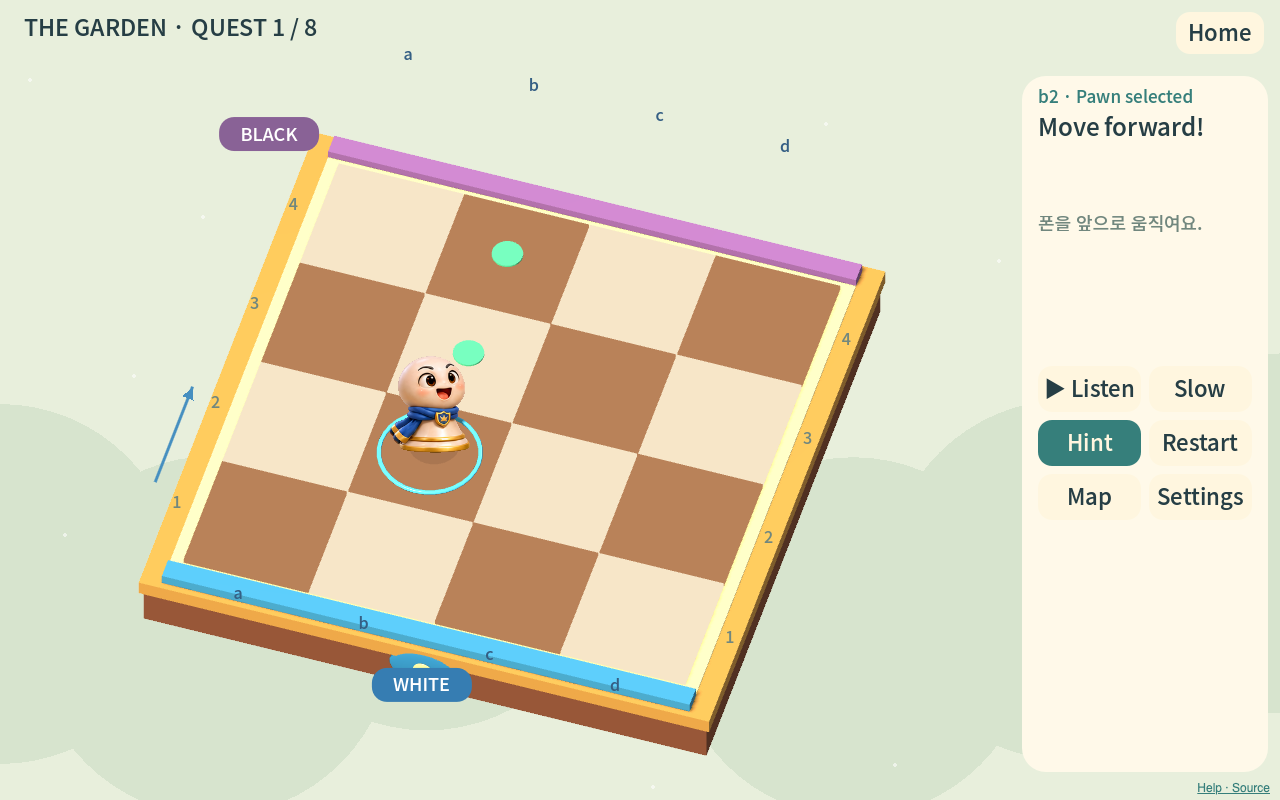 THE GARDEN · QUEST 1 / 8
Home
a
b
c
d
BLACK
4
3
2
1
4
3
2
1
a
b
c
d
WHITE
b2 · Pawn selected
Move forward!
폰을 앞으로 움직여요.
▶ Listen
Slow
Hint
Restart
Map
Settings
Help · Source